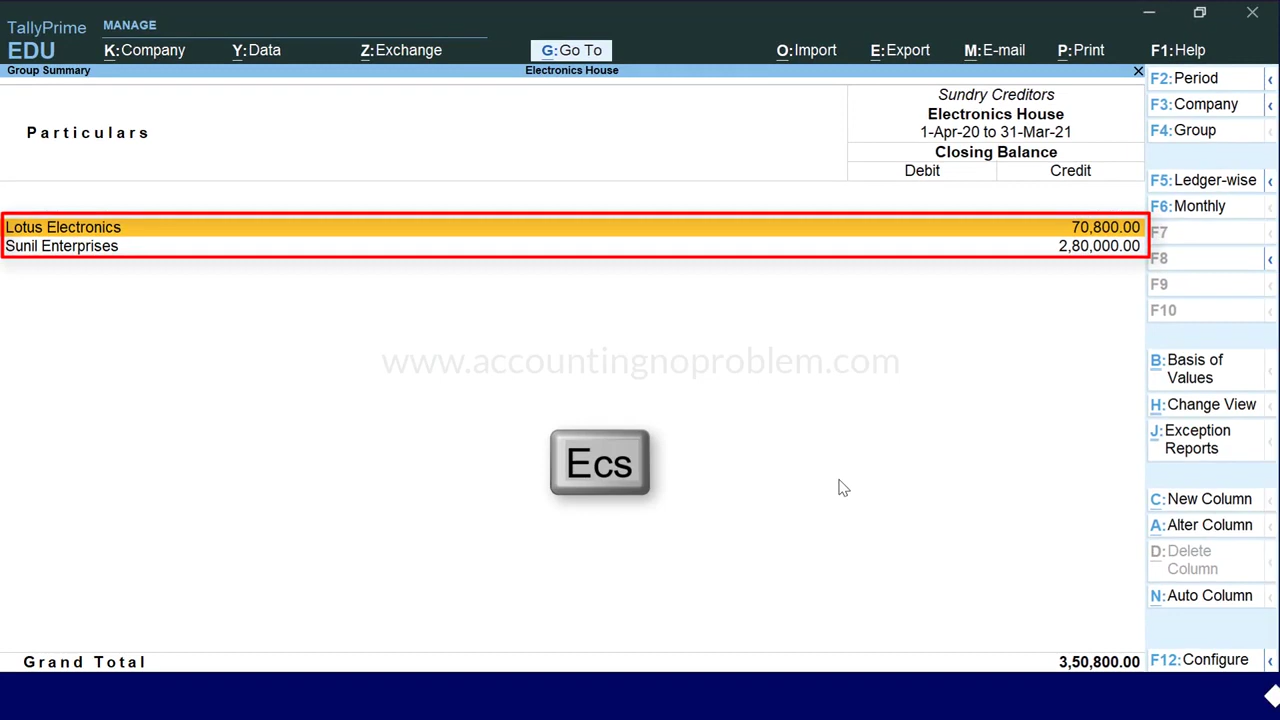 TallyPrime MANAGE
EDU K:Company Y:Data Z:Exchange G:Go To O:Import E:Export M:E-mail P:Print F1:Help
Group Summary Electronics House
Particulars
Sundry Creditors
Electronics House
1-Apr-20 to 31-Mar-21
Closing Balance
Debit Credit
Lotus Electronics 70,800.00
Sunil Enterprises 2,80,000.00
www.accountingnoproblem.com
Ecs
Grand Total 3,50,800.00
F2:Period
F3:Company
F4:Group
F5:Ledger-wise
F6:Monthly
F7
F8
F9
F10
B:Basis of
Values
H:Change View
J:Exception
Reports
C:New Column
A:Alter Column
D:Delete
Column
N:Auto Column
F12:Configure